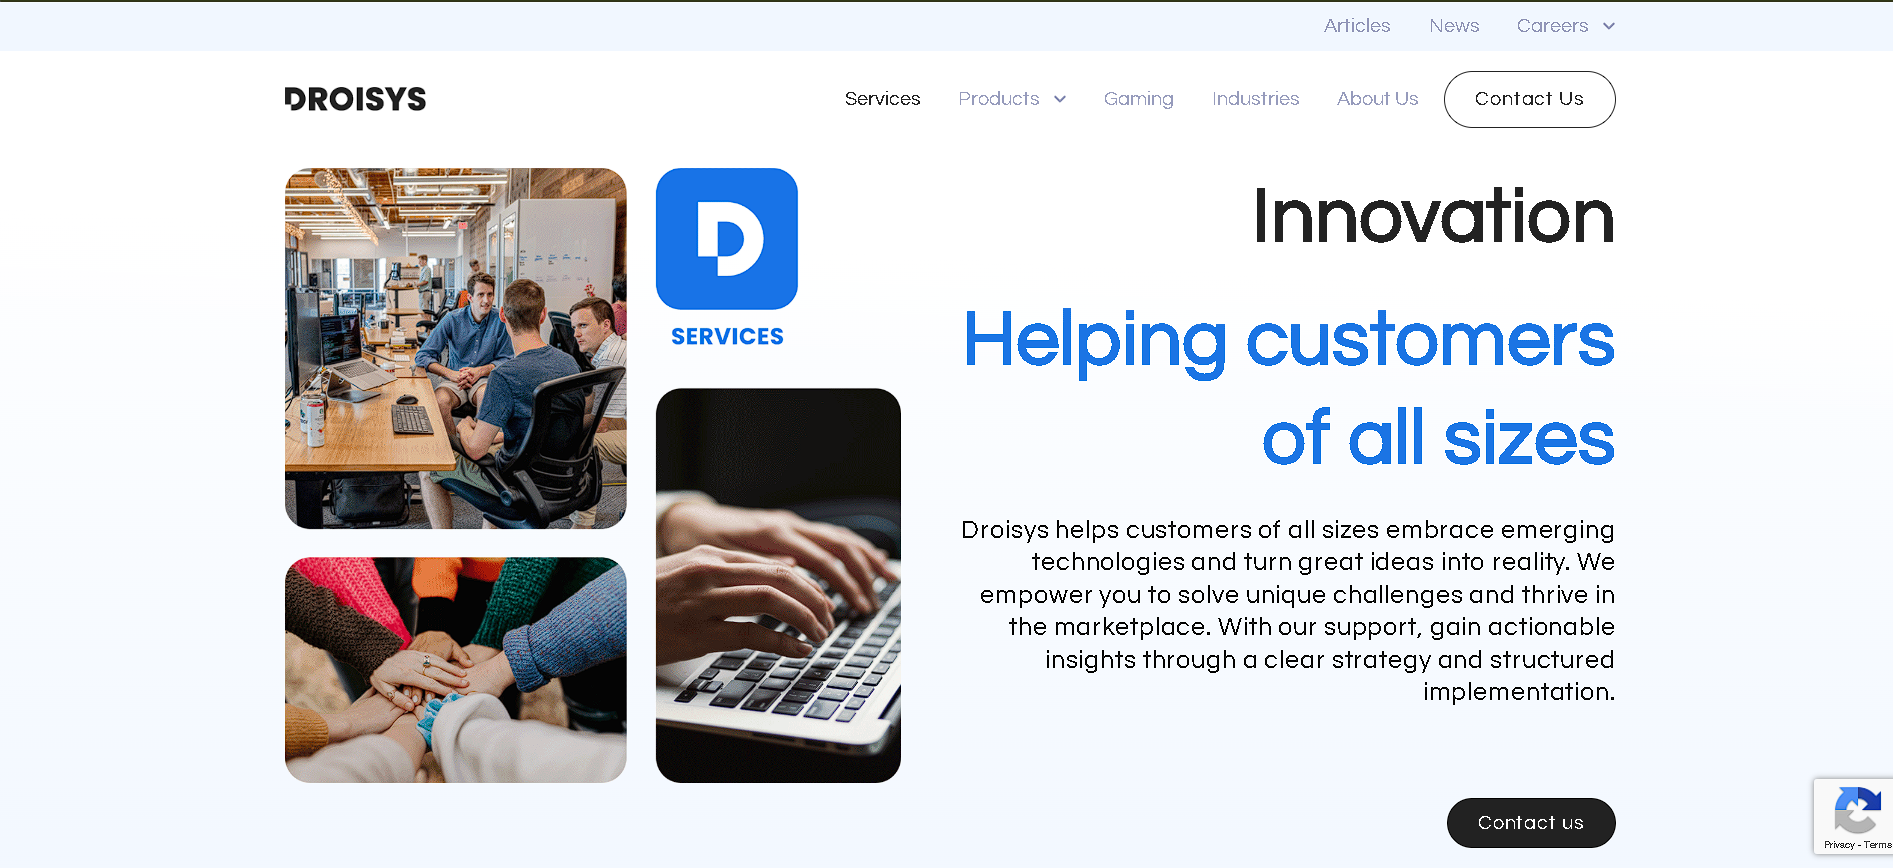 Articles News Careers
DROISYS
Services Products Gaming Industries About Us Contact Us
SERVICES
Innovation
Helping customers
of all sizes
Droisys helps customers of all sizes embrace emerging
technologies and turn great ideas into reality. We
empower you to solve unique challenges and thrive in
the marketplace. With our support, gain actionable
insights through a clear strategy and structured
implementation.
Contact us
Privacy - Terms